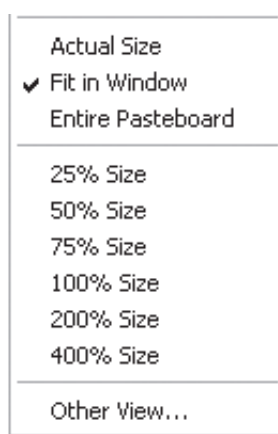 Actual Size
Fit in Window
Entire Pasteboard
25% Size
50% Size
75% Size
100% Size
200% Size
400% Size
Other View...